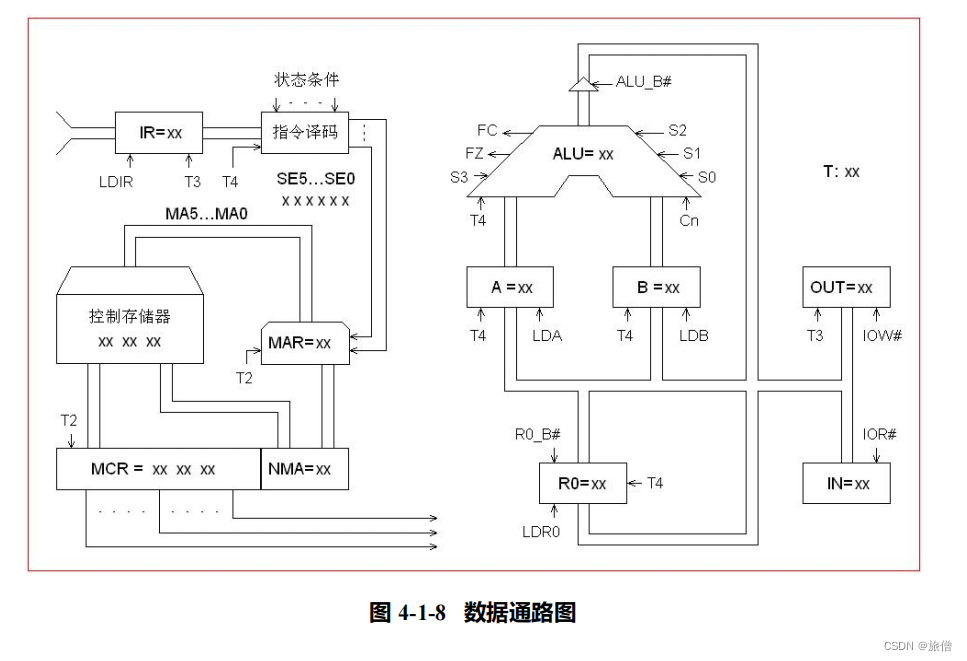 状态条件
IR=xx
指令译码
LDIR
T3
T4
SE5...SE0
x x x x x x
MA5...MA0
控制存储器
xx xx xx
MAR=xx
T2
T2
MCR = xx xx xx
NMA=xx
ALU_B#
FC
S2
ALU= xx
FZ
S1
S3
S0
T4
Cn
T: xx
A =xx
B =xx
OUT=xx
T4
LDA
T4
LDB
T3
IOW#
R0_B#
IOR#
R0=xx
T4
IN=xx
LDR0
图 4-1-8 数据通路图
CSDN @旅僧